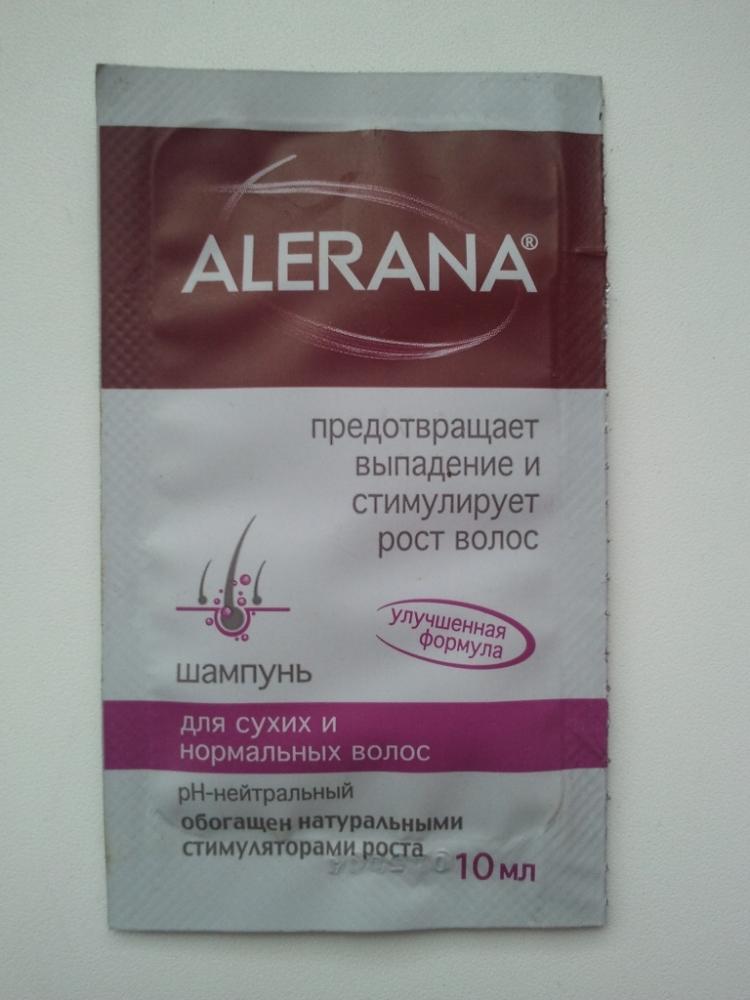 ALERANA®
предотвращает
выпадение и
стимулирует
рост волос
улучшенная
формула
шампунь
для сухих и
нормальных волос
pH-нейтральный
обогащен натуральными
стимуляторами роста
10 мл